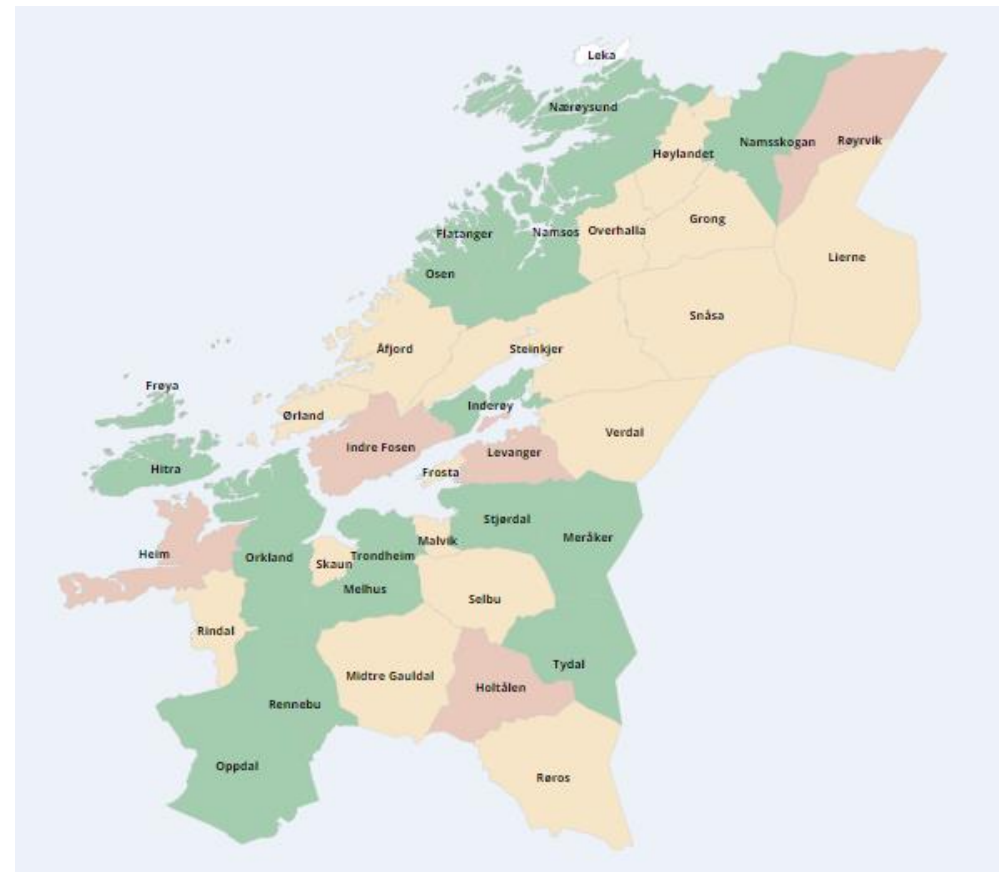 Leka
Nærøysund
Namsskogan
Røyrvik
Høylandet
Grong
Flatanger
Namsos
Overhalla
Lierne
Osen
Snåsa
Åfjord
Steinkjer
Frøya
Ørland
Inderøy
Verdal
Indre Fosen
Levanger
Hitra
Frosta
Stjørdal
Meråker
Malvik
Heim
Orkland
Trondheim
Skaun
Melhus
Selbu
Rindal
Tydal
Midtre Gauldal
Holtålen
Rennebu
Oppdal
Røros